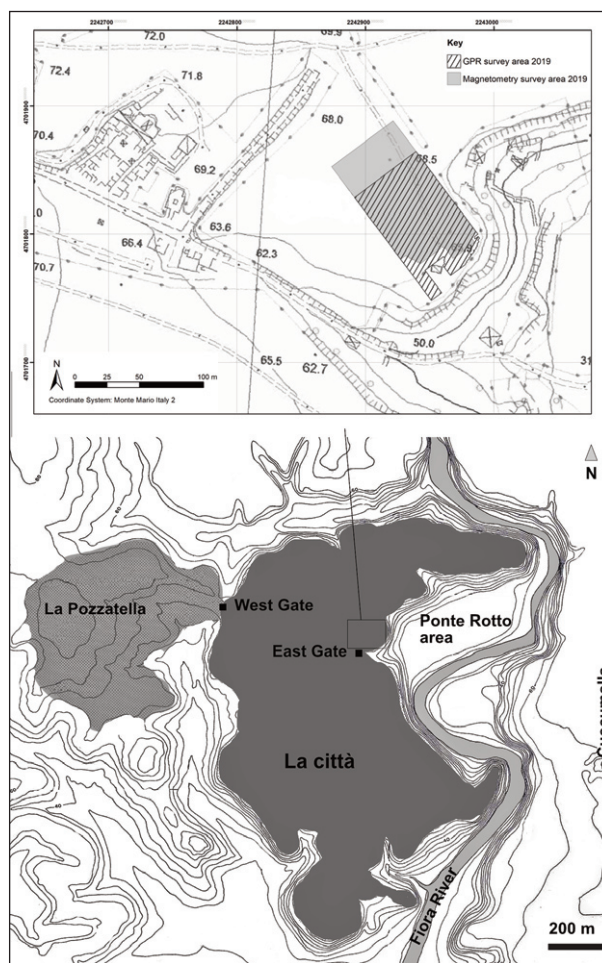 2242700
2242800
2242900
2243000
72.0
69.9
Key
GPR survey area 2019
Magnetometry survey area 2019
72.4
71.8
4701900
68.0
70.4
69.2
68.5
4701800
63.6
66.4
62.3
70.7
50.0
65.5
62.7
4701700
N
0 25 50 100 m
Coordinate System: Monte Mario Italy 2
N
La Pozzatella
West Gate
Ponte Rotto
area
East Gate
La città
Fiora River
200 m